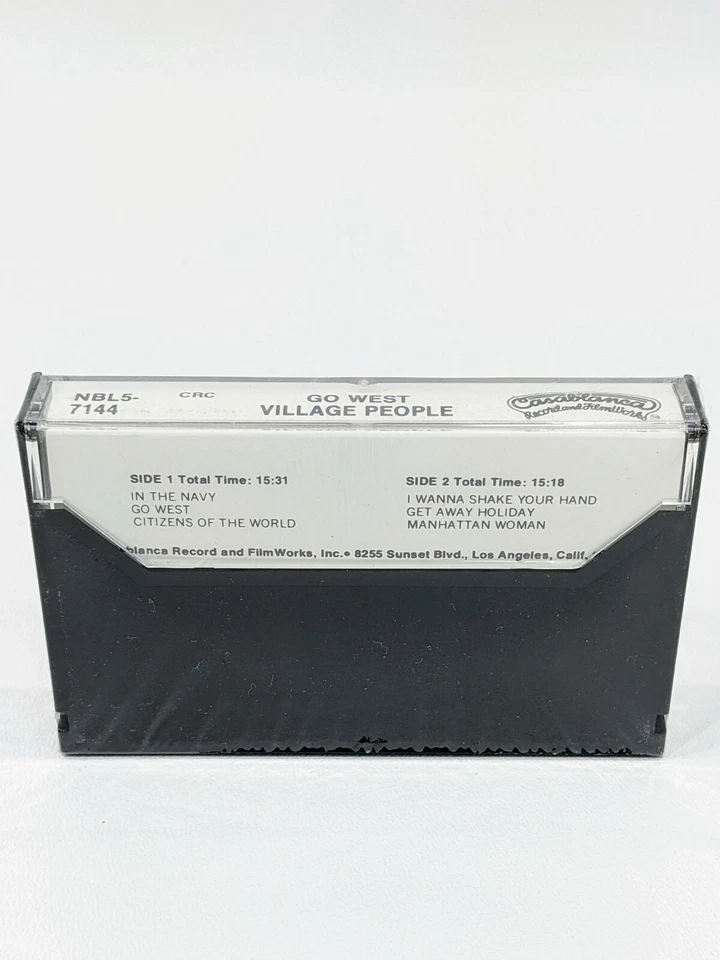 NBL5-
7144
CRC
GO WEST
VILLAGE PEOPLE
Casablanca
Record and FilmWorks
SIDE 1 Total Time: 15:31
IN THE NAVY
GO WEST
CITIZENS OF THE WORLD
SIDE 2 Total Time: 15:18
I WANNA SHAKE YOUR HAND
GET AWAY HOLIDAY
MANHATTAN WOMAN
blanca Record and FilmWorks, Inc.• 8255 Sunset Blvd., Los Angeles, Calif.